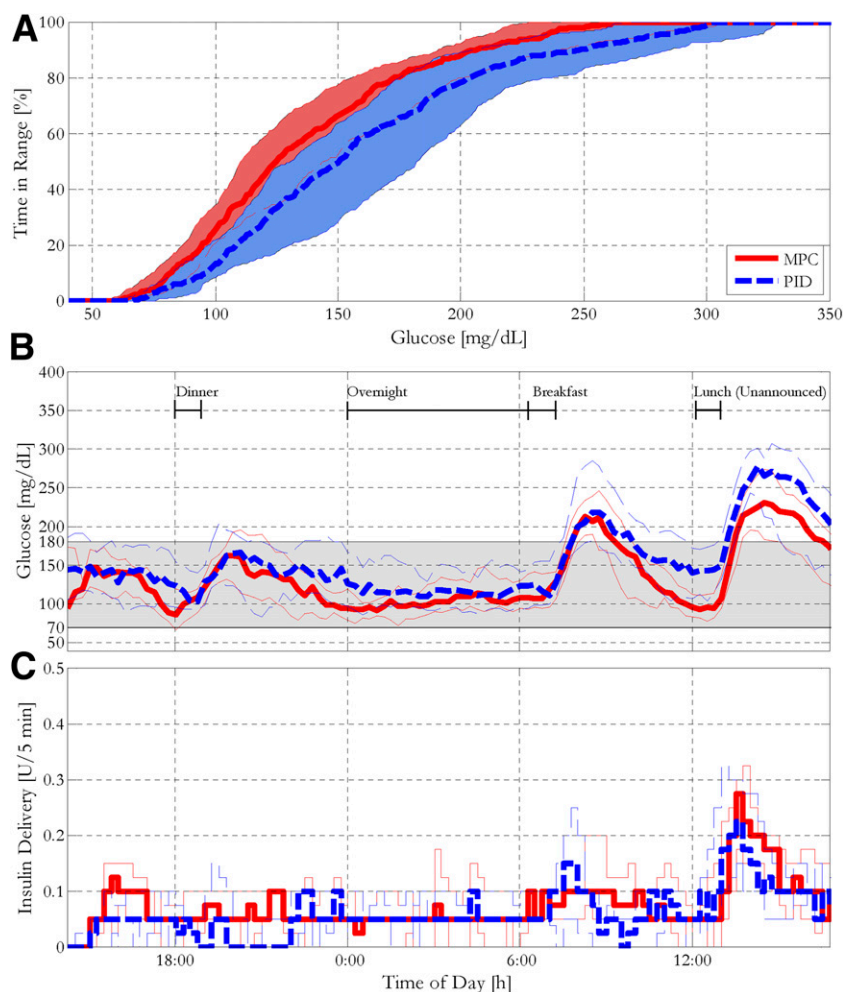 A
100
80
60
40
20
0
Time in Range [%]
MPC
PID
50 100 150 200 250 300 350
Glucose [mg/dL]
B
400
350
300
250
200
180
150
100
70
50
Glucose [mg/dL]
Dinner Overnight Breakfast Lunch (Unannounced)
C
0.5
0.4
0.3
0.2
0.1
0
Insulin Delivery [U/5 min]
18:00 0:00 6:00 12:00
Time of Day [h]